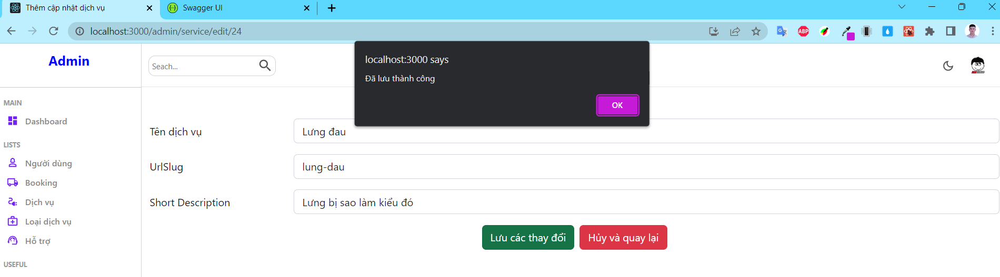 Thêm cập nhật dịch vụ
Swagger UI
localhost:3000/admin/service/edit/24
ABP
Admin
Seach...
localhost:3000 says
Đã lưu thành công
OK
MAIN
Dashboard
LISTS
Người dùng
Booking
Dịch vụ
Loại dịch vụ
Hỗ trợ
USEFUL
Tên dịch vụ
Lưng đau
UrlSlug
lung-dau
Short Description
Lưng bị sao làm kiểu đó
Lưu các thay đổi
Hủy và quay lại